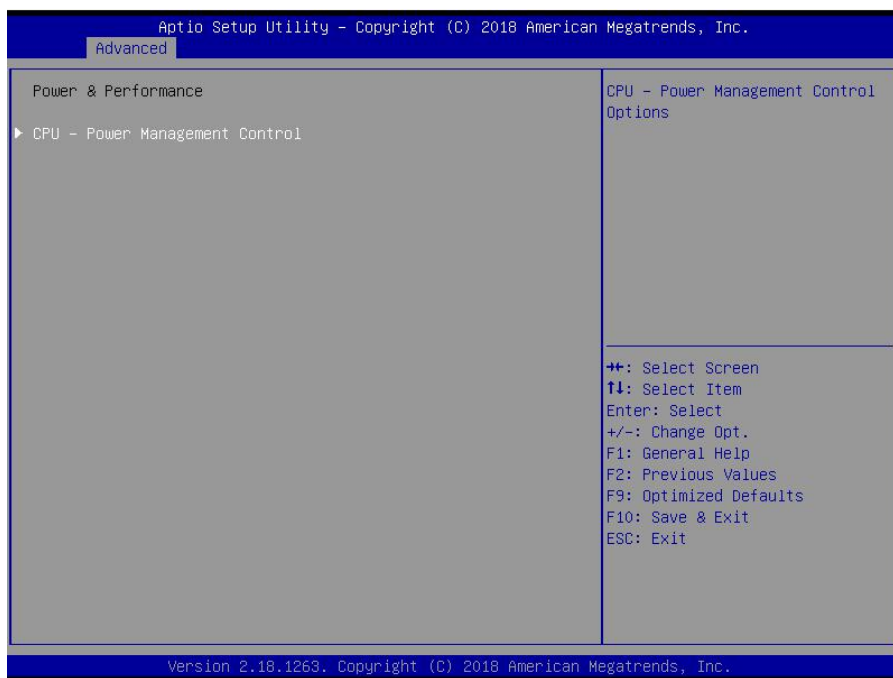 Aptio Setup Utility – Copyright (C) 2018 American Megatrends, Inc.
Advanced
Power & Performance
▶ CPU – Power Management Control
CPU – Power Management Control
Options
→←: Select Screen
↑↓: Select Item
Enter: Select
+/-: Change Opt.
F1: General Help
F2: Previous Values
F9: Optimized Defaults
F10: Save & Exit
ESC: Exit
Version 2.18.1263. Copyright (C) 2018 American Megatrends, Inc.